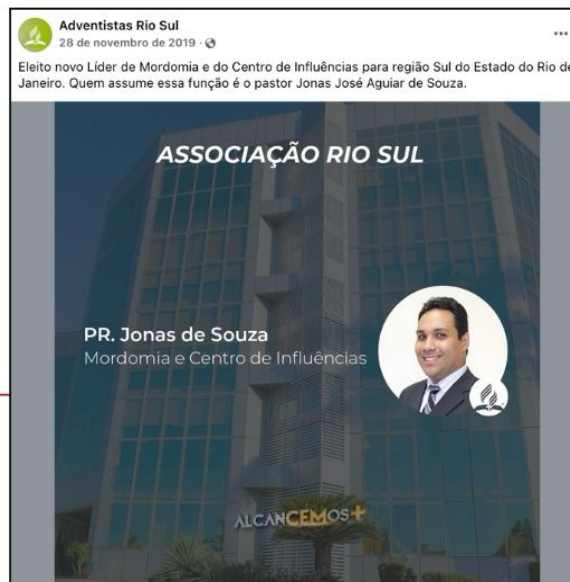 Adventistas Rio Sul
28 de novembro de 2019 ·
Eleito novo Líder de Mordomia e do Centro de Influências para região Sul do Estado do Rio de
Janeiro. Quem assume essa função é o pastor Jonas José Aguiar de Souza.
ASSOCIAÇÃO RIO SUL
PR. Jonas de Souza
Mordomia e Centro de Influências
ALCANCEMOS+